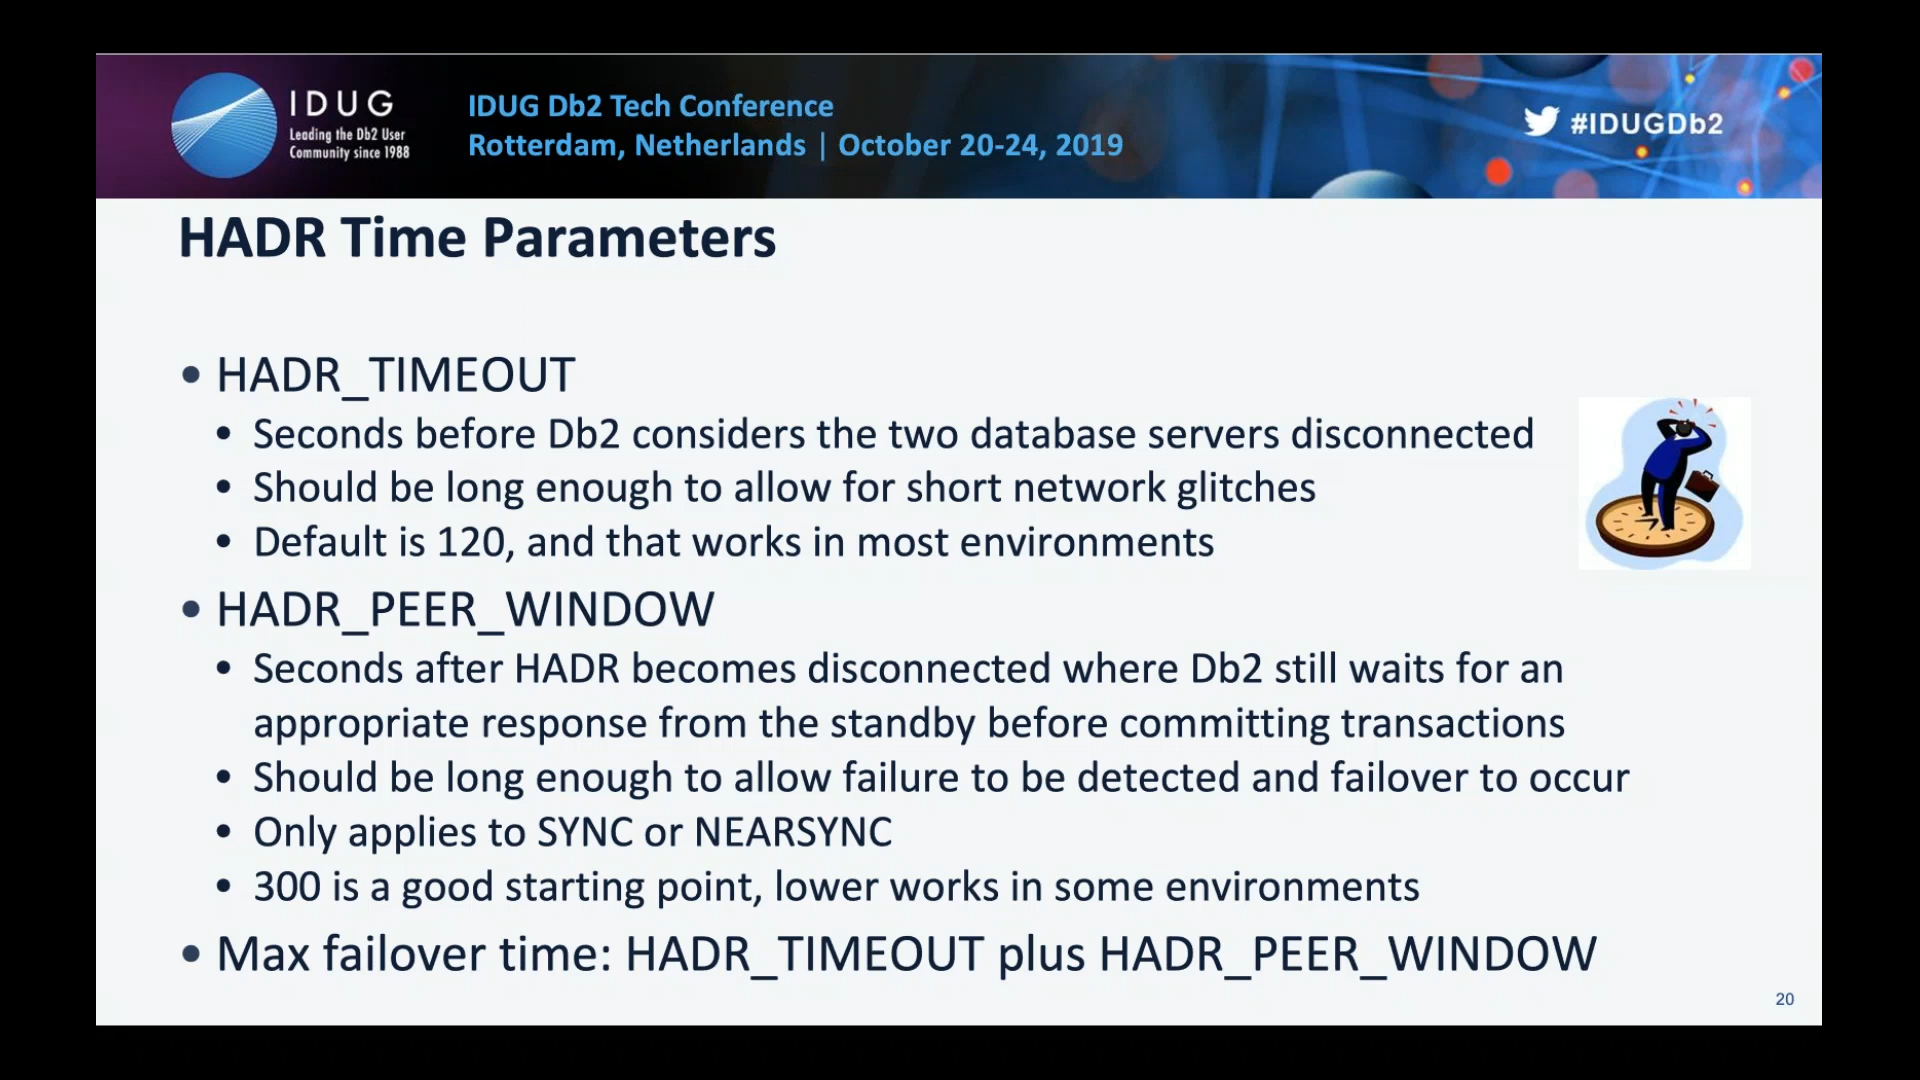 IDUG
Leading the Db2 User
Community since 1988
IDUG Db2 Tech Conference
Rotterdam, Netherlands | October 20-24, 2019
#IDUGDb2
HADR Time Parameters
• HADR_TIMEOUT
• Seconds before Db2 considers the two database servers disconnected
• Should be long enough to allow for short network glitches
• Default is 120, and that works in most environments
• HADR_PEER_WINDOW
• Seconds after HADR becomes disconnected where Db2 still waits for an
appropriate response from the standby before committing transactions
• Should be long enough to allow failure to be detected and failover to occur
• Only applies to SYNC or NEARSYNC
• 300 is a good starting point, lower works in some environments
• Max failover time: HADR_TIMEOUT plus HADR_PEER_WINDOW
20